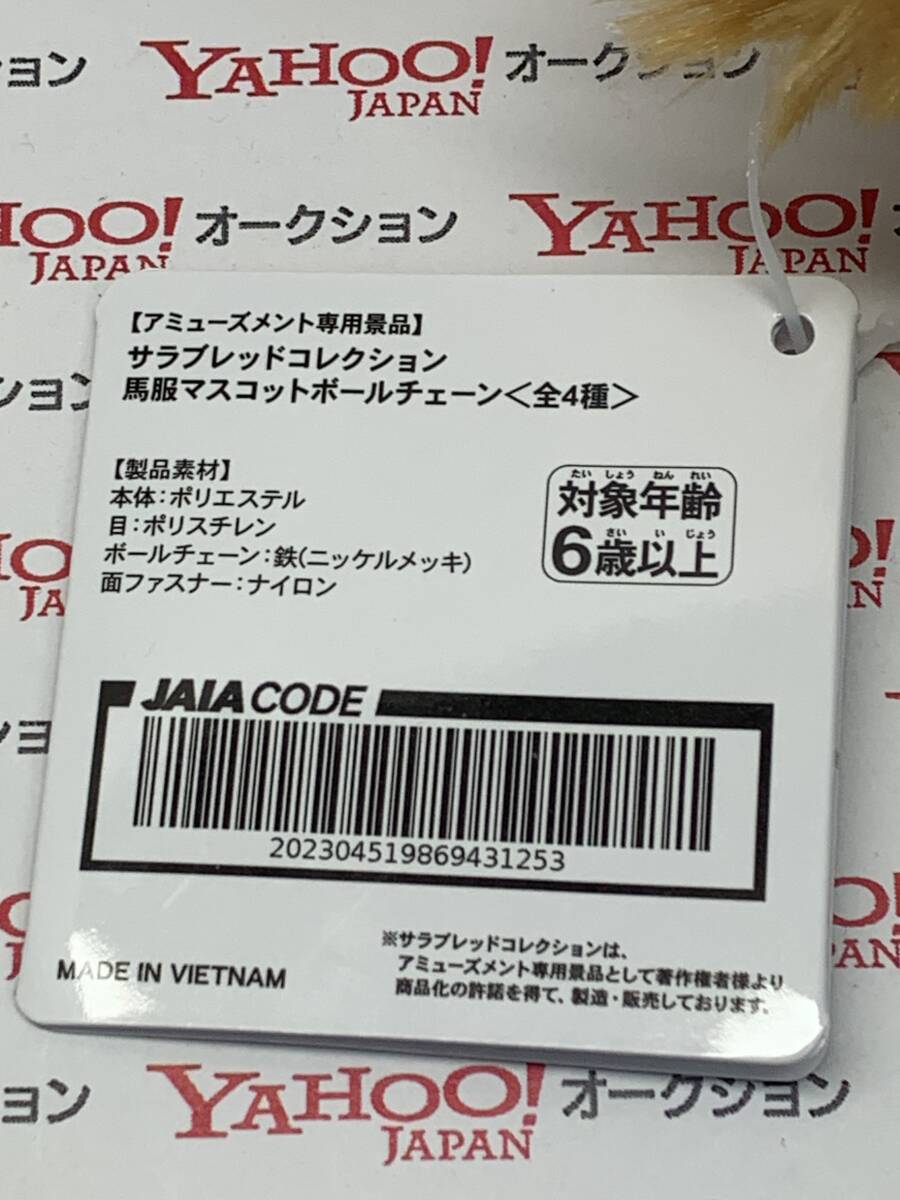 ション
YAHOO! オークション
JAPAN
YAHOO! オークション
JAPAN
YAHOO!
JAPAN
【アミューズメント専用景品】
サラブレッドコレクション
馬服マスコットボールチェーン<全4種>
【製品素材】
本体:ポリエステル
目:ポリスチレン
ボールチェーン:鉄(ニッケルメッキ)
面ファスナー:ナイロン
たいしょう ねんれい
対象年齢
さい いじょう
6歳以上
JAIA CODE
202304519869431253
MADE IN VIETNAM
※サラブレッドコレクションは、
アミューズメント専用景品として著作権者様より
商品化の許諾を得て、製造・販売しております。
ョン
YAHOO! オークション
JAPAN